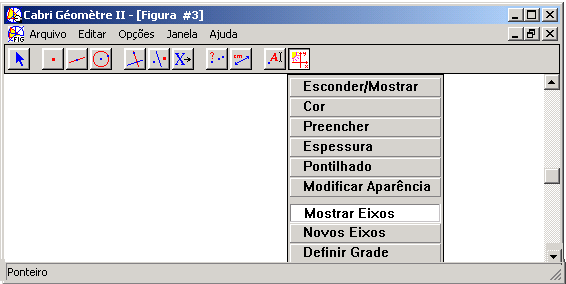 Cabri Géomètre II - [Figura #3]
Arquivo Editar Opções Janela Ajuda
Esconder/Mostrar
Cor
Preencher
Espessura
Pontilhado
Modificar Aparência
Mostrar Eixos
Novos Eixos
Definir Grade
Ponteiro